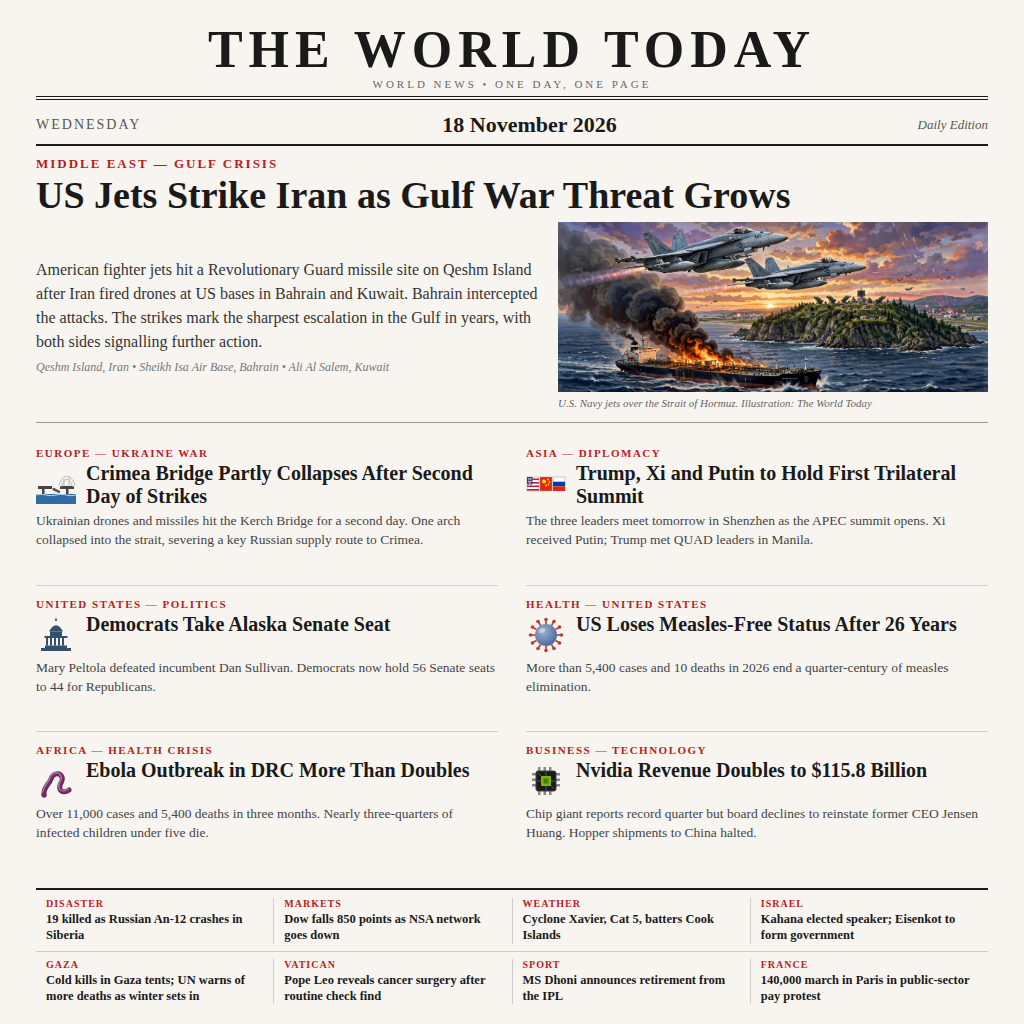 THE WORLD TODAY
WORLD NEWS • ONE DAY, ONE PAGE
WEDNESDAY
18 November 2026
Daily Edition
MIDDLE EAST — GULF CRISIS
US Jets Strike Iran as Gulf War Threat Grows
American fighter jets hit a Revolutionary Guard missile site on Qeshm Island
after Iran fired drones at US bases in Bahrain and Kuwait. Bahrain intercepted
the attacks. The strikes mark the sharpest escalation in the Gulf in years, with
both sides signalling further action.
Qeshm Island, Iran • Sheikh Isa Air Base, Bahrain • Ali Al Salem, Kuwait
U.S. Navy jets over the Strait of Hormuz. Illustration: The World Today
EUROPE — UKRAINE WAR
Crimea Bridge Partly Collapses After Second
Day of Strikes
Ukrainian drones and missiles hit the Kerch Bridge for a second day. One arch
collapsed into the strait, severing a key Russian supply route to Crimea.
ASIA — DIPLOMACY
Trump, Xi and Putin to Hold First Trilateral
Summit
The three leaders meet tomorrow in Shenzhen as the APEC summit opens. Xi
received Putin; Trump met QUAD leaders in Manila.
UNITED STATES — POLITICS
Democrats Take Alaska Senate Seat
Mary Peltola defeated incumbent Dan Sullivan. Democrats now hold 56 Senate seats
to 44 for Republicans.
HEALTH — UNITED STATES
US Loses Measles-Free Status After 26 Years
More than 5,400 cases and 10 deaths in 2026 end a quarter-century of measles
elimination.
AFRICA — HEALTH CRISIS
Ebola Outbreak in DRC More Than Doubles
Over 11,000 cases and 5,400 deaths in three months. Nearly three-quarters of
infected children under five die.
BUSINESS — TECHNOLOGY
Nvidia Revenue Doubles to $115.8 Billion
Chip giant reports record quarter but board declines to reinstate former CEO Jensen
Huang. Hopper shipments to China halted.
DISASTER
19 killed as Russian An-12 crashes in
Siberia
MARKETS
Dow falls 850 points as NSA network
goes down
WEATHER
Cyclone Xavier, Cat 5, batters Cook
Islands
ISRAEL
Kahana elected speaker; Eisenkot to
form government
GAZA
Cold kills in Gaza tents; UN warns of
more deaths as winter sets in
VATICAN
Pope Leo reveals cancer surgery after
routine check find
SPORT
MS Dhoni announces retirement from
the IPL
FRANCE
140,000 march in Paris in public-sector
pay protest